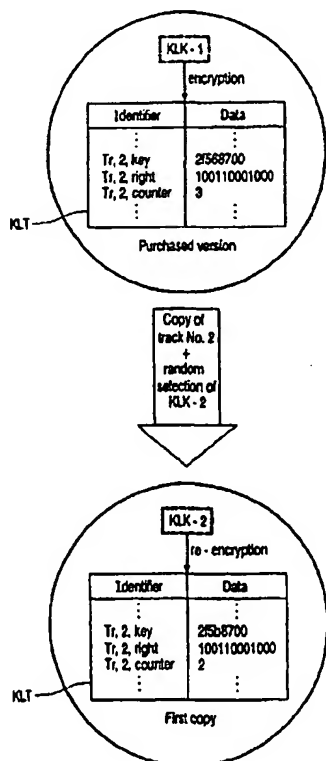 KLK - 1
encryption
Identifier Data
Tr, 2, key 2f568700
Tr, 2, right 100110001000
Tr, 2, counter 3
KLT
Purchased version
Copy of
track No. 2
+
random
selection of
KLK - 2
KLK - 2
re - encryption
Identifier Data
Tr, 2, key 2f5b8700
Tr, 2, right 100110001000
Tr, 2, counter 2
KLT
First copy